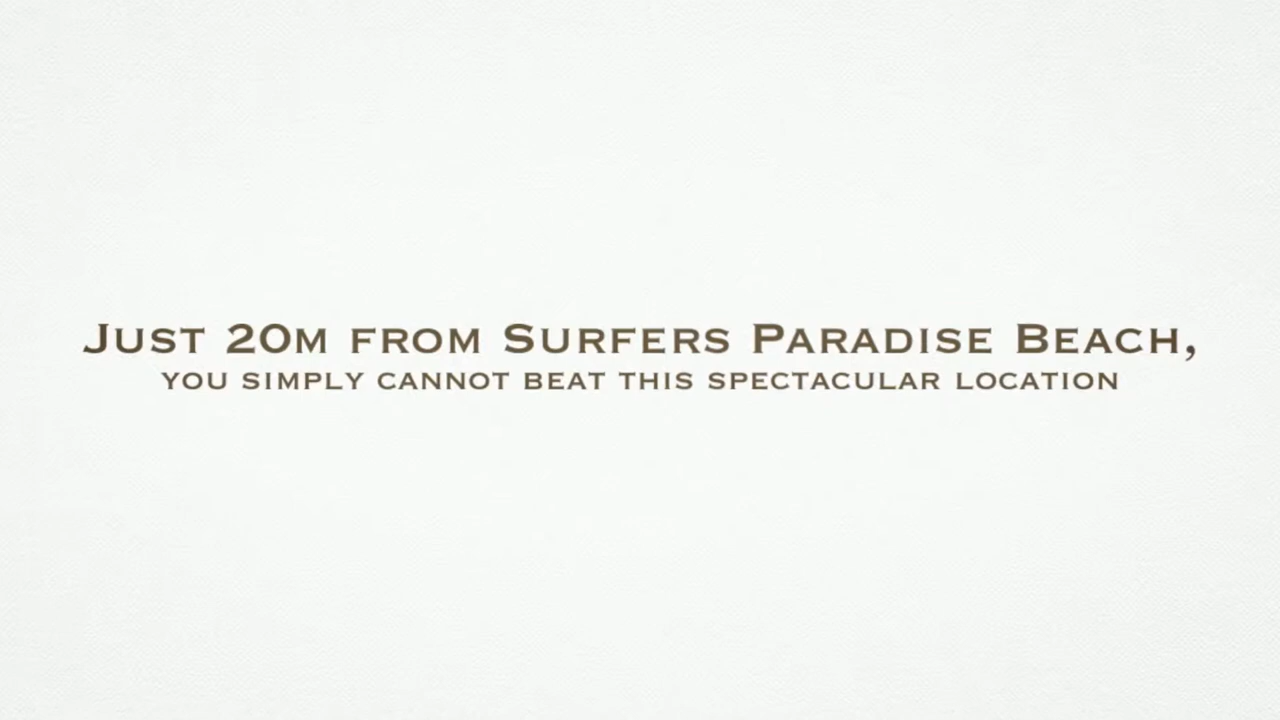 Just 20m from Surfers Paradise Beach,
you simply cannot beat this spectacular location